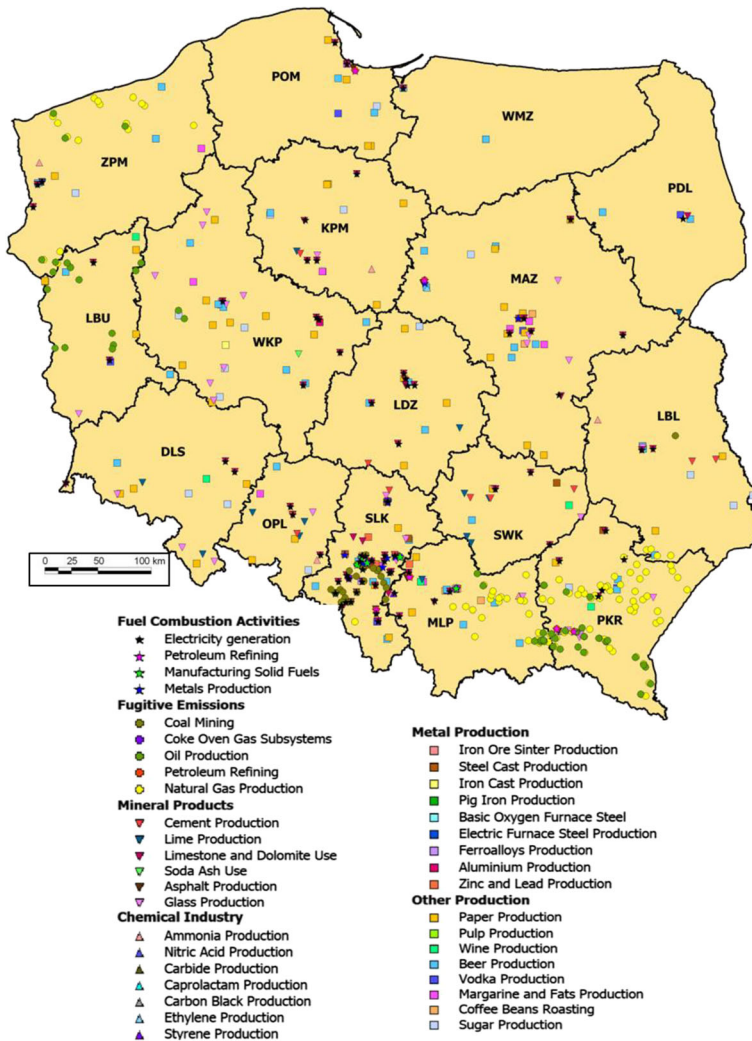 POM
WMZ
ZPM
PDL
KPM
MAZ
LBU
WKP
LDZ
LBL
DLS
OPL
SLK
SWK
0 25 50 100 km
MLP
PKR
Fuel Combustion Activities
Electricity generation
Petroleum Refining
Manufacturing Solid Fuels
Metals Production
Fugitive Emissions
Coal Mining
Coke Oven Gas Subsystems
Oil Production
Petroleum Refining
Natural Gas Production
Mineral Products
Cement Production
Lime Production
Limestone and Dolomite Use
Soda Ash Use
Asphalt Production
Glass Production
Chemical Industry
Ammonia Production
Nitric Acid Production
Carbide Production
Caprolactam Production
Carbon Black Production
Ethylene Production
Styrene Production
Metal Production
Iron Ore Sinter Production
Steel Cast Production
Iron Cast Production
Pig Iron Production
Basic Oxygen Furnace Steel
Electric Furnace Steel Production
Ferroalloys Production
Aluminium Production
Zinc and Lead Production
Other Production
Paper Production
Pulp Production
Wine Production
Beer Production
Vodka Production
Margarine and Fats Production
Coffee Beans Roasting
Sugar Production